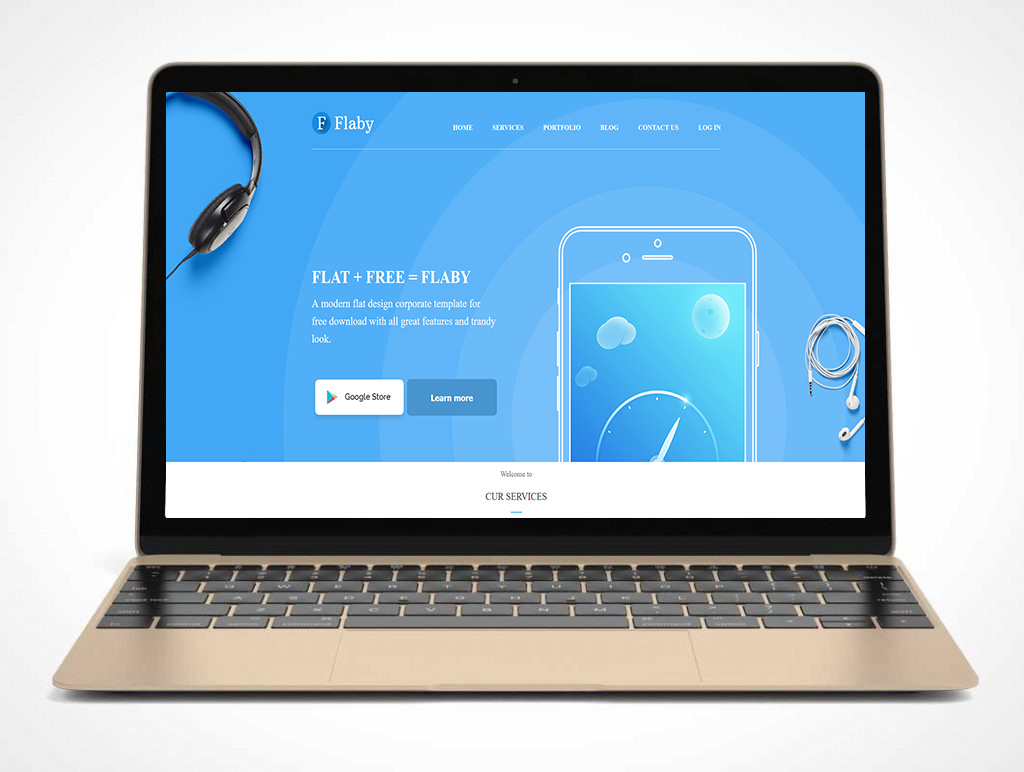 F Flaby
HOME SERVICES PORTFOLIO BLOG CONTACT US LOG IN
FLAT + FREE = FLABY
A modern flat design corporate template for
free download with all great features and trandy
look.
Google Store
Learn more
Welcome to
CUR SERVICES